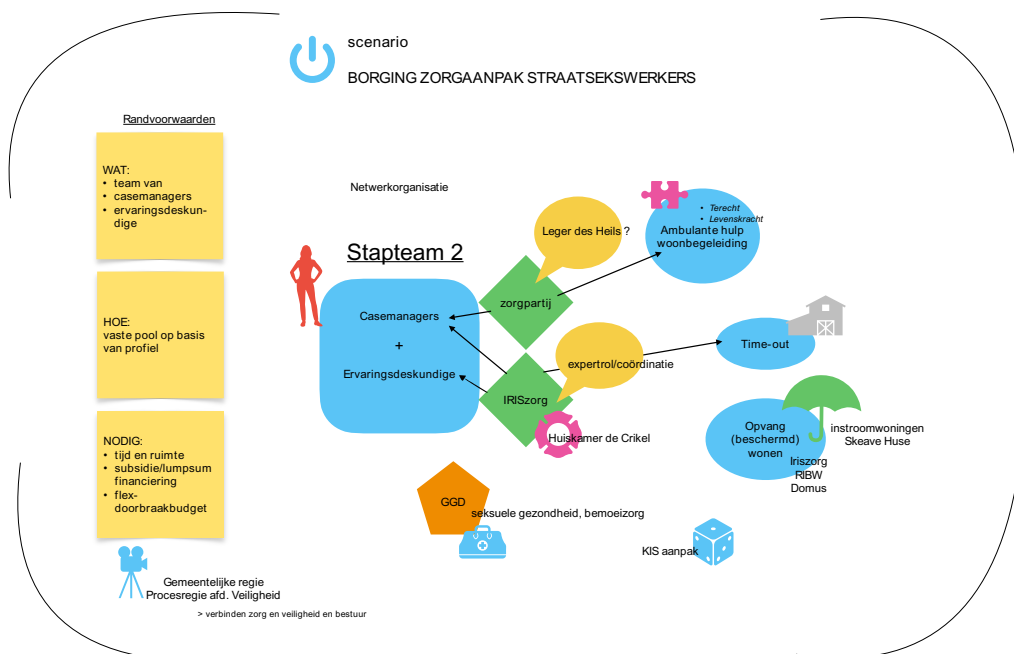 scenario
BORGING ZORGAANPAK STRAATSEKSWERKERS
Randvoorwaarden
WAT:
• team van
• casemanagers
• ervaringsdeskun-
dige
HOE:
vaste pool op basis
van profiel
NODIG:
• tijd en ruimte
• subsidie/lumpsum
financiering
• flex-
doorbraakbudget
Gemeentelijke regie
Procesregie afd. Veiligheid
> verbinden zorg en veiligheid en bestuur
Netwerkorganisatie
Stapteam 2
Casemanagers
+
Ervaringsdeskundige
Leger des Heils ?
zorgpartij
• Terecht
• Levenskracht
Ambulante hulp
woonbegeleiding
expertrol/coördinatie
IRISzorg
Huiskamer de Crikel
Time-out
Opvang
(beschermd)
wonen
instroomwoningen
Skeave Huse
Iriszorg
RIBW
Domus
GGD
seksuele gezondheid, bemoeizorg
KIS aanpak